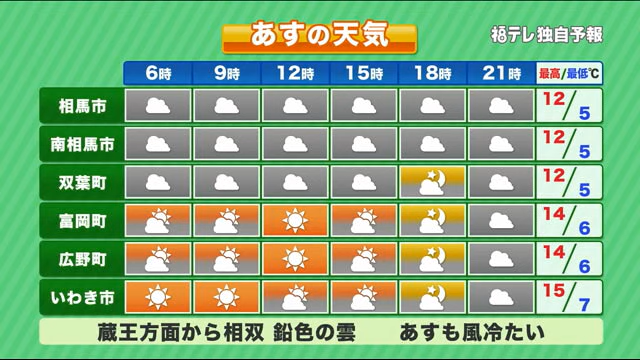 あすの天気
福テレ独自予報
6時 9時 12時 15時 18時 21時 最高/最低℃
相馬市 12/5
南相馬市 12/5
双葉町 12/5
富岡町 14/6
広野町 14/6
いわき市 15/7
蔵王方面から相双 鉛色の雲 あすも風冷たい